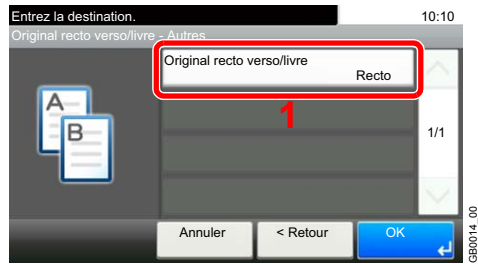 Entrez la destination.
10:10
Original recto verso/livre - Autres
Original recto verso/livre
Recto
A
B
1
1/1
Annuler
< Retour
OK
GB0014_00